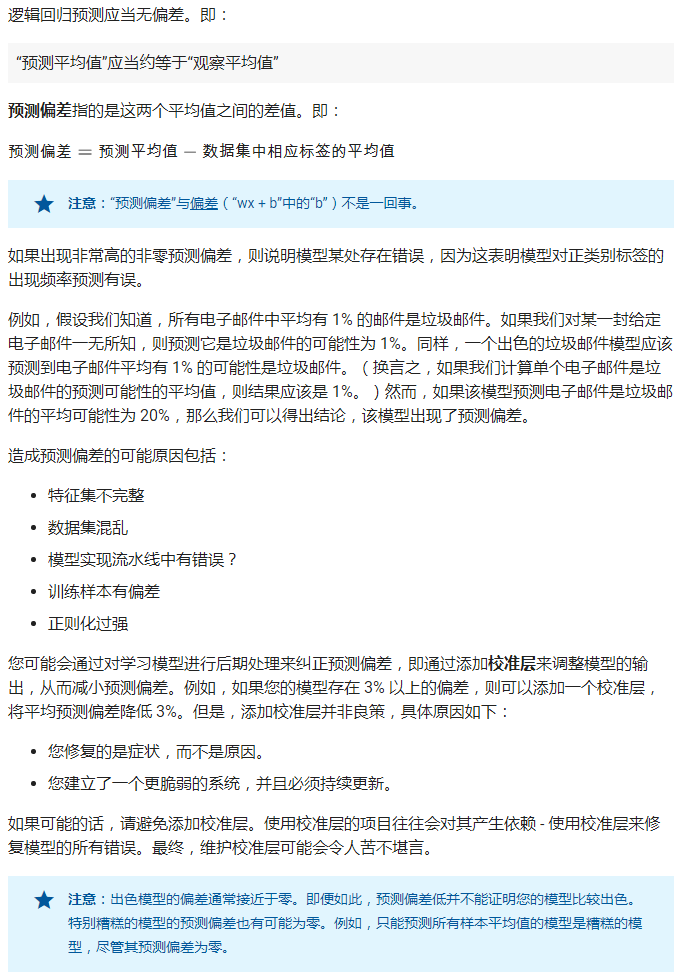 逻辑回归预测应当无偏差。即：
“预测平均值”应当约等于“观察平均值”
预测偏差指的是这两个平均值之间的差值。即：
预测偏差 = 预测平均值 − 数据集中相应标签的平均值
注意：“预测偏差”与偏差（“wx + b”中的“b”）不是一回事。
如果出现非常高的非零预测偏差，则说明模型某处存在错误，因为这表明模型对正类别标签的
出现频率预测有误。
例如，假设我们知道，所有电子邮件中平均有 1% 的邮件是垃圾邮件。如果我们对某一封给定
电子邮件一无所知，则预测它是垃圾邮件的可能性为 1%。同样，一个出色的垃圾邮件模型应该
预测到电子邮件平均有 1% 的可能性是垃圾邮件。（换言之，如果我们计算单个电子邮件是垃
圾邮件的预测可能性的平均值，则结果应该是 1%。）然而，如果该模型预测电子邮件是垃圾邮
件的平均可能性为 20%，那么我们可以得出结论，该模型出现了预测偏差。
造成预测偏差的可能原因包括：
• 特征集不完整
• 数据集混乱
• 模型实现流水线中有错误？
• 训练样本有偏差
• 正则化过强
您可能会通过对学习模型进行后期处理来纠正预测偏差，即通过添加校准层来调整模型的输
出，从而减小预测偏差。例如，如果您的模型存在 3% 以上的偏差，则可以添加一个校准层，
将平均预测偏差降低 3%。但是，添加校准层并非良策，具体原因如下：
• 您修复的是症状，而不是原因。
• 您建立了一个更脆弱的系统，并且必须持续更新。
如果可能的话，请避免添加校准层。使用校准层的项目往往会对其产生依赖 - 使用校准层来修
复模型的所有错误。最终，维护校准层可能会令人苦不堪言。
注意：出色模型的偏差通常接近于零。即便如此，预测偏差低并不能证明您的模型比较出色。
特别糟糕的模型的预测偏差也有可能为零。例如，只能预测所有样本平均值的模型是糟糕的模
型，尽管其预测偏差为零。